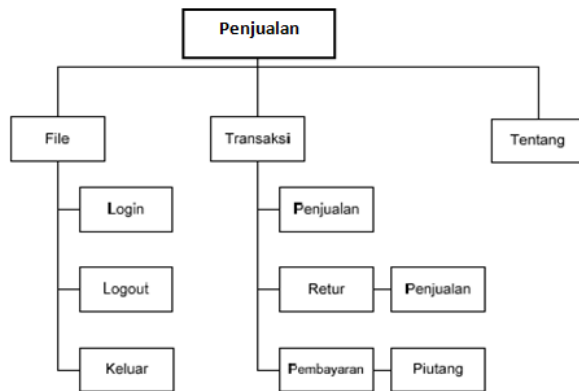 Penjualan
File
Transaksi
Tentang
Login
Penjualan
Logout
Retur
Penjualan
Keluar
Pembayaran
Piutang